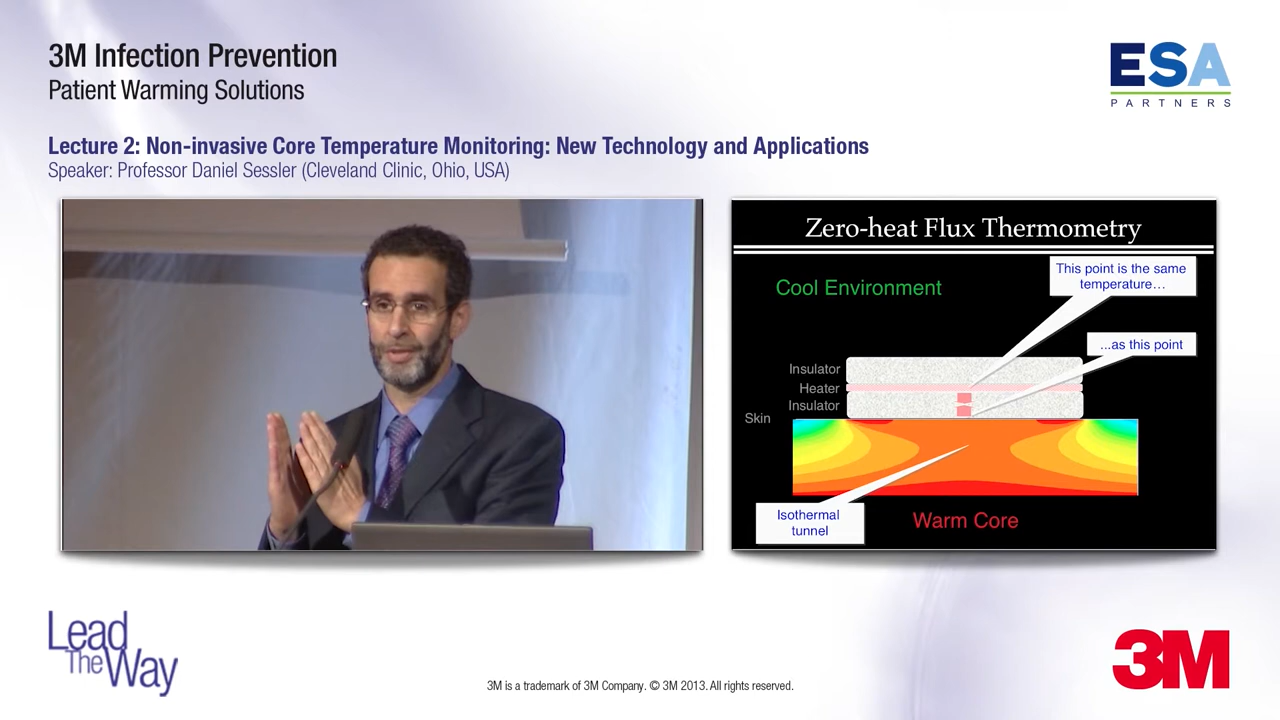 3M Infection Prevention
Patient Warming Solutions
ESA
PARTNERS
Lecture 2: Non-invasive Core Temperature Monitoring: New Technology and Applications
Speaker: Professor Daniel Sessler (Cleveland Clinic, Ohio, USA)
Zero-heat Flux Thermometry
Cool Environment
This point is the same
temperature...
...as this point
Insulator
Heater
Insulator
Skin
Isothermal
tunnel
Warm Core
Lead
The Way
3M is a trademark of 3M Company. © 3M 2013. All rights reserved.
3M